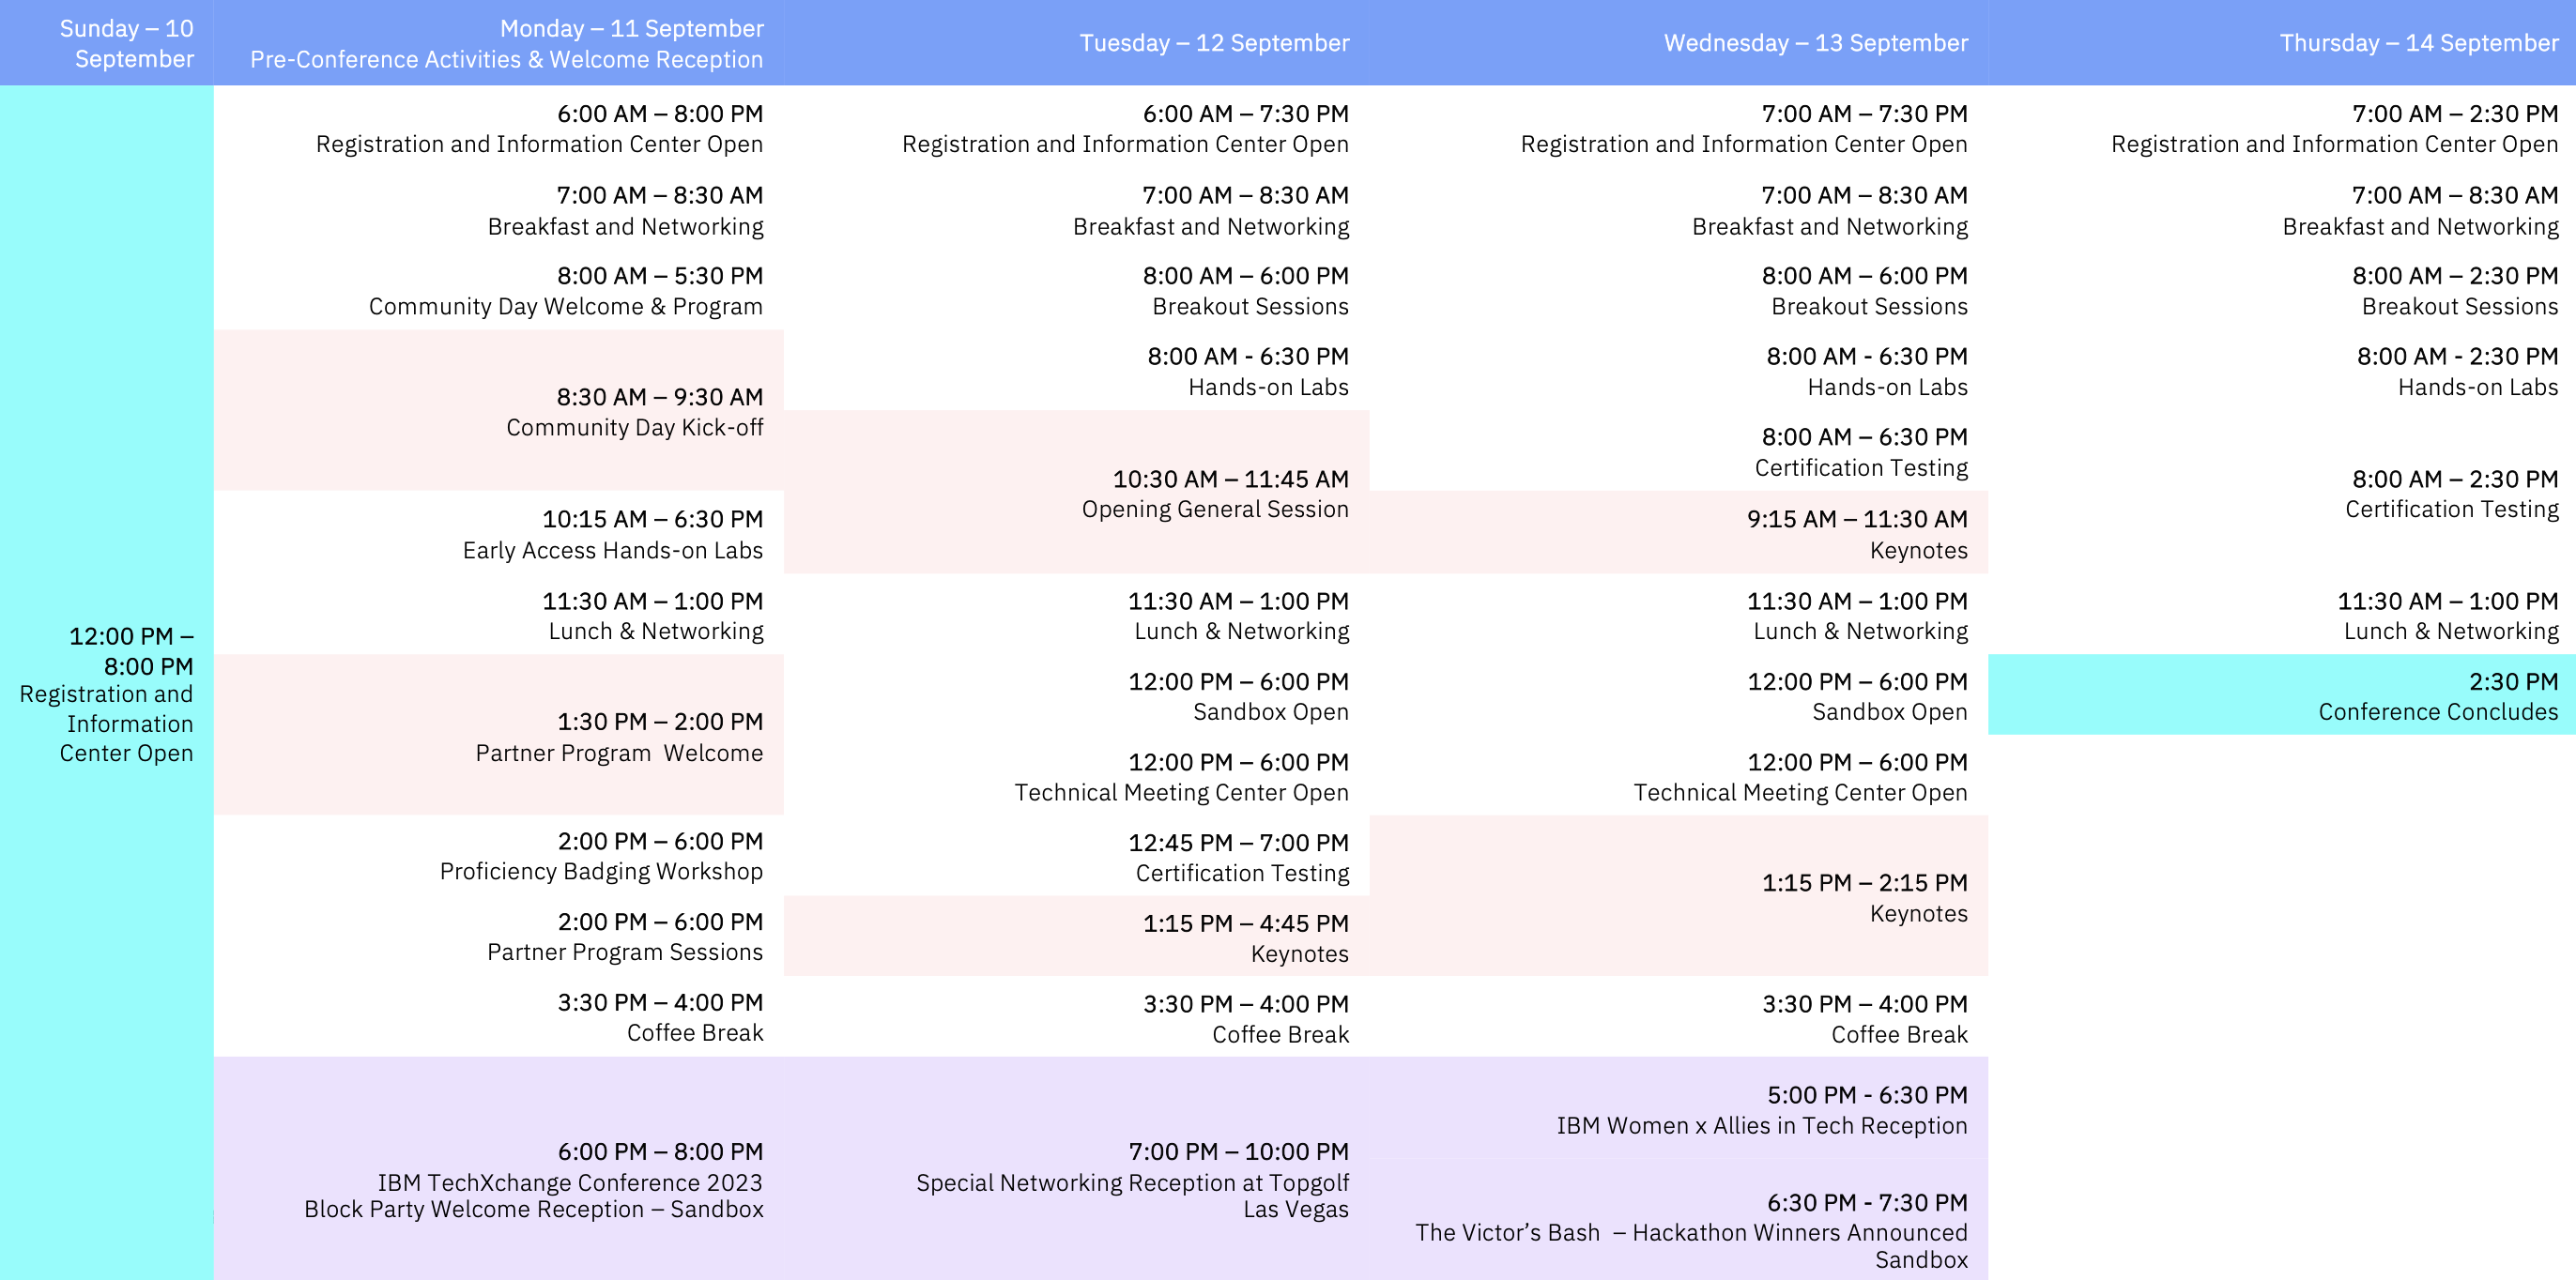 Sunday – 10
September
Monday – 11 September
Pre-Conference Activities & Welcome Reception
Tuesday – 12 September
Wednesday – 13 September
Thursday – 14 September
12:00 PM –
8:00 PM
Registration and
Information
Center Open
6:00 AM – 8:00 PM
Registration and Information Center Open
7:00 AM – 8:30 AM
Breakfast and Networking
8:00 AM – 5:30 PM
Community Day Welcome & Program
8:30 AM – 9:30 AM
Community Day Kick-off
10:15 AM – 6:30 PM
Early Access Hands-on Labs
11:30 AM – 1:00 PM
Lunch & Networking
1:30 PM – 2:00 PM
Partner Program  Welcome
2:00 PM – 6:00 PM
Proficiency Badging Workshop
2:00 PM – 6:00 PM
Partner Program Sessions
3:30 PM – 4:00 PM
Coffee Break
6:00 PM – 8:00 PM
IBM TechXchange Conference 2023
Block Party Welcome Reception – Sandbox
6:00 AM – 7:30 PM
Registration and Information Center Open
7:00 AM – 8:30 AM
Breakfast and Networking
8:00 AM – 6:00 PM
Breakout Sessions
8:00 AM - 6:30 PM
Hands-on Labs
10:30 AM – 11:45 AM
Opening General Session
11:30 AM – 1:00 PM
Lunch & Networking
12:00 PM – 6:00 PM
Sandbox Open
12:00 PM – 6:00 PM
Technical Meeting Center Open
12:45 PM – 7:00 PM
Certification Testing
1:15 PM – 4:45 PM
Keynotes
3:30 PM – 4:00 PM
Coffee Break
7:00 PM – 10:00 PM
Special Networking Reception at Topgolf
Las Vegas
7:00 AM – 7:30 PM
Registration and Information Center Open
7:00 AM – 8:30 AM
Breakfast and Networking
8:00 AM – 6:00 PM
Breakout Sessions
8:00 AM - 6:30 PM
Hands-on Labs
8:00 AM – 6:30 PM
Certification Testing
9:15 AM – 11:30 AM
Keynotes
11:30 AM – 1:00 PM
Lunch & Networking
12:00 PM – 6:00 PM
Sandbox Open
12:00 PM – 6:00 PM
Technical Meeting Center Open
1:15 PM – 2:15 PM
Keynotes
3:30 PM – 4:00 PM
Coffee Break
5:00 PM - 6:30 PM
IBM Women x Allies in Tech Reception
6:30 PM - 7:30 PM
The Victor’s Bash  – Hackathon Winners Announced
Sandbox
7:00 AM – 2:30 PM
Registration and Information Center Open
7:00 AM – 8:30 AM
Breakfast and Networking
8:00 AM – 2:30 PM
Breakout Sessions
8:00 AM - 2:30 PM
Hands-on Labs
8:00 AM – 2:30 PM
Certification Testing
11:30 AM – 1:00 PM
Lunch & Networking
2:30 PM
Conference Concludes